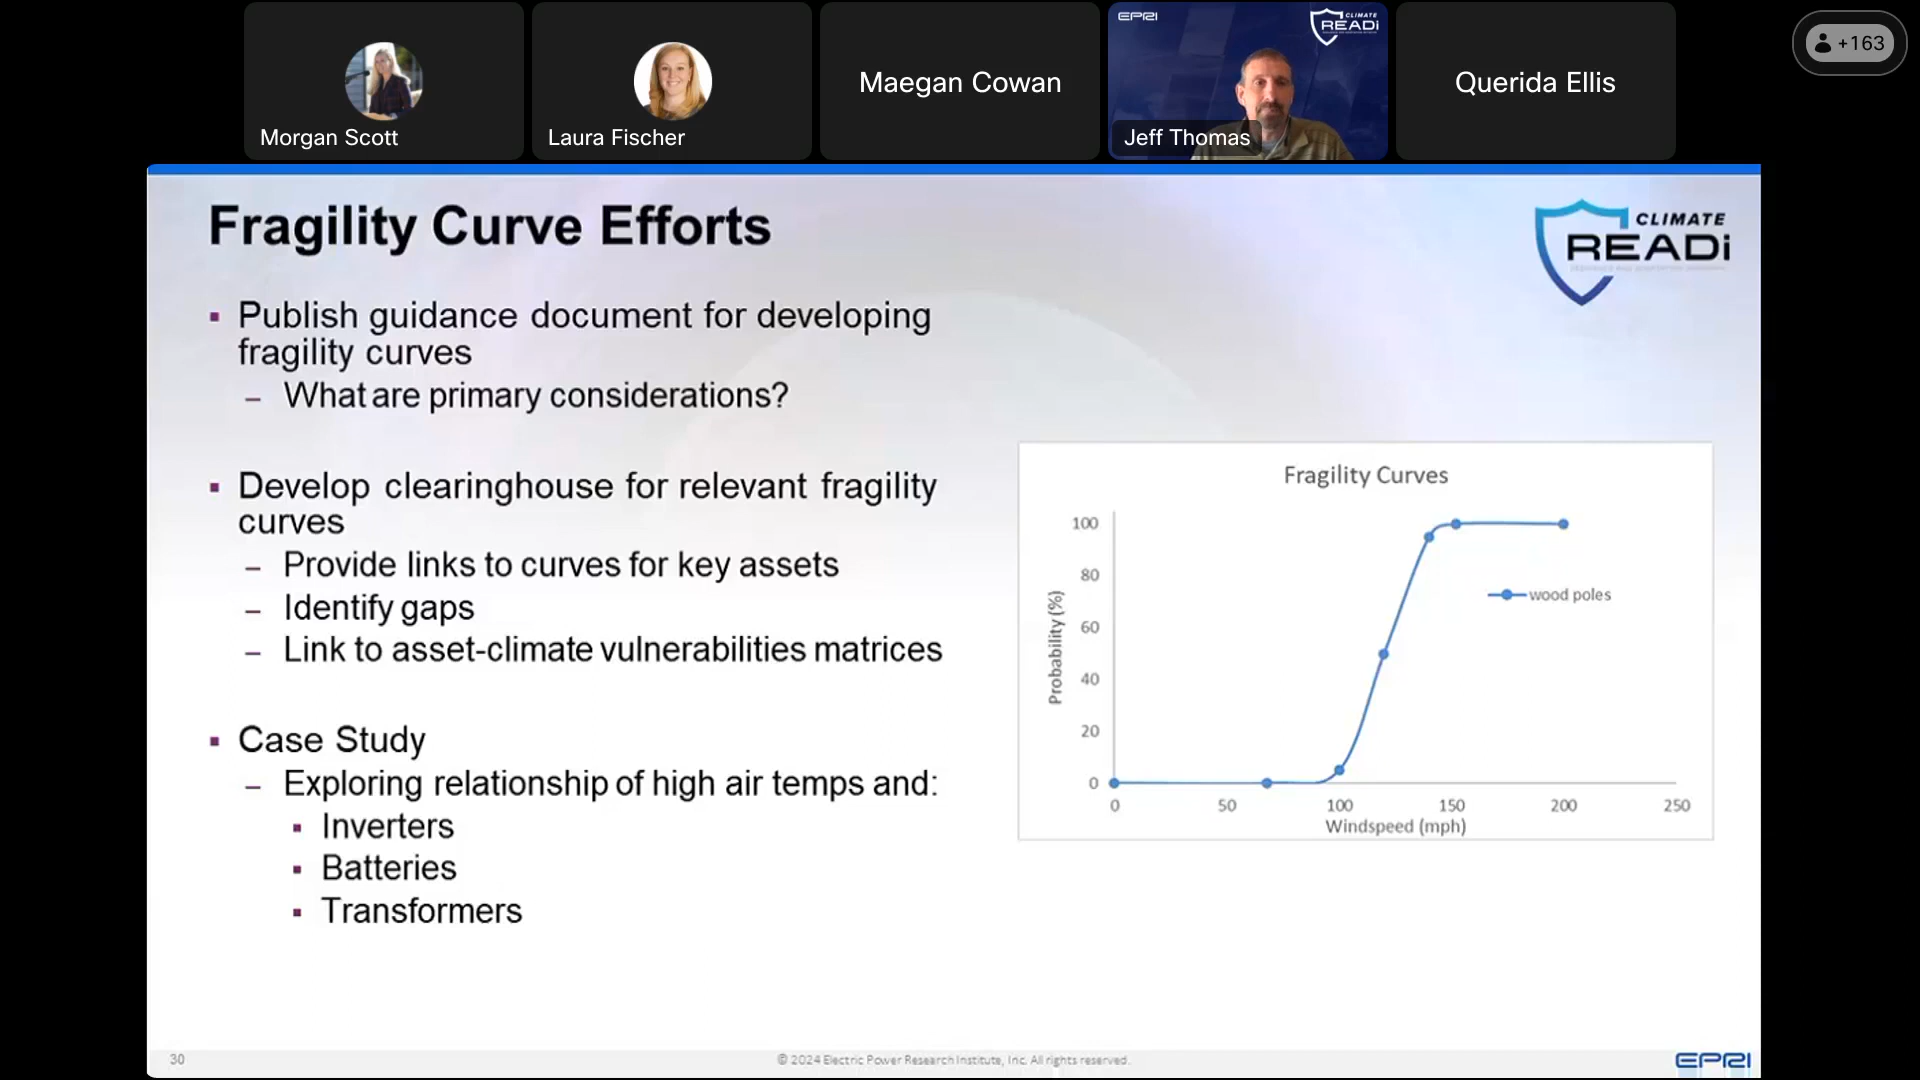 EPRI
CLIMATE
READi
+163
Morgan Scott
Laura Fischer
Maegan Cowan
Jeff Thomas
Querida Ellis
Fragility Curve Efforts
CLIMATE
READi
▪ Publish guidance document for developing
fragility curves
– What are primary considerations?
▪ Develop clearinghouse for relevant fragility
curves
– Provide links to curves for key assets
– Identify gaps
– Link to asset-climate vulnerabilities matrices
▪ Case Study
– Exploring relationship of high air temps and:
▪ Inverters
▪ Batteries
▪ Transformers
Fragility Curves
Probability (%)
100
80
60
40
20
0
wood poles
0 50 100 150 200 250
Windspeed (mph)
30
© 2024 Electric Power Research Institute, Inc. All rights reserved.
EPRI